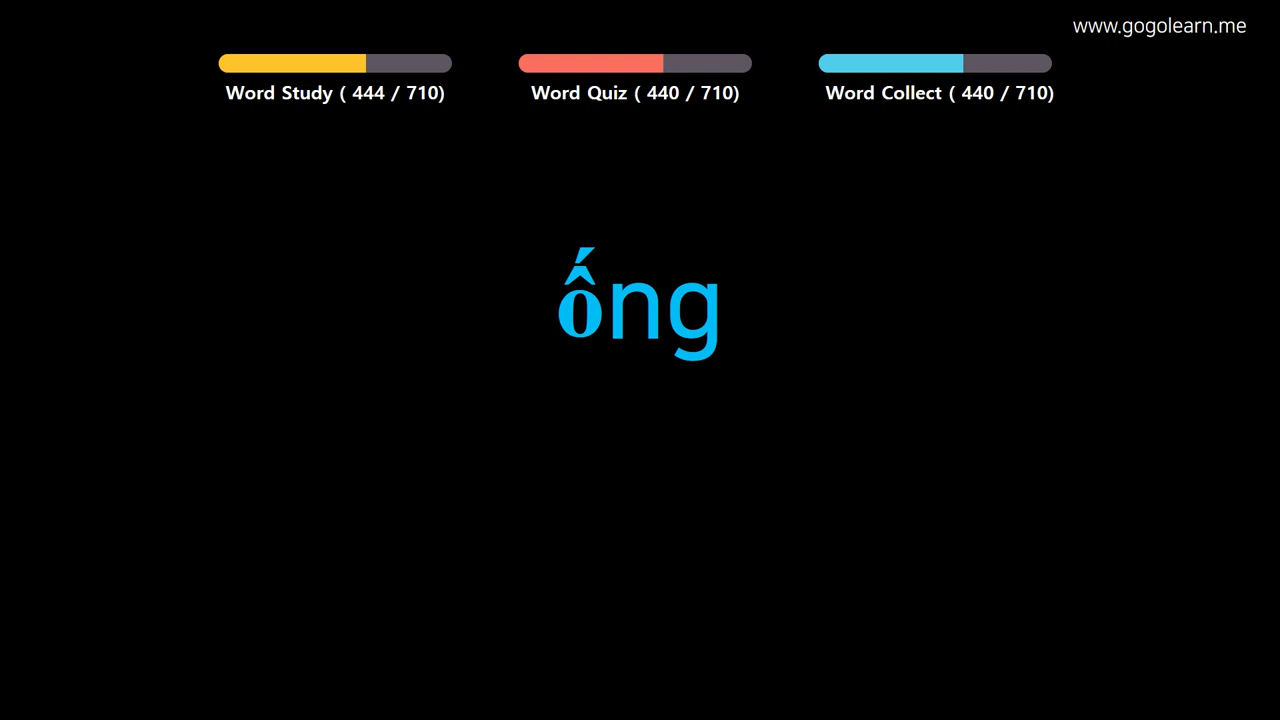 www.gogolearn.me
Word Study ( 444 / 710)
Word Quiz ( 440 / 710)
Word Collect ( 440 / 710)
ống